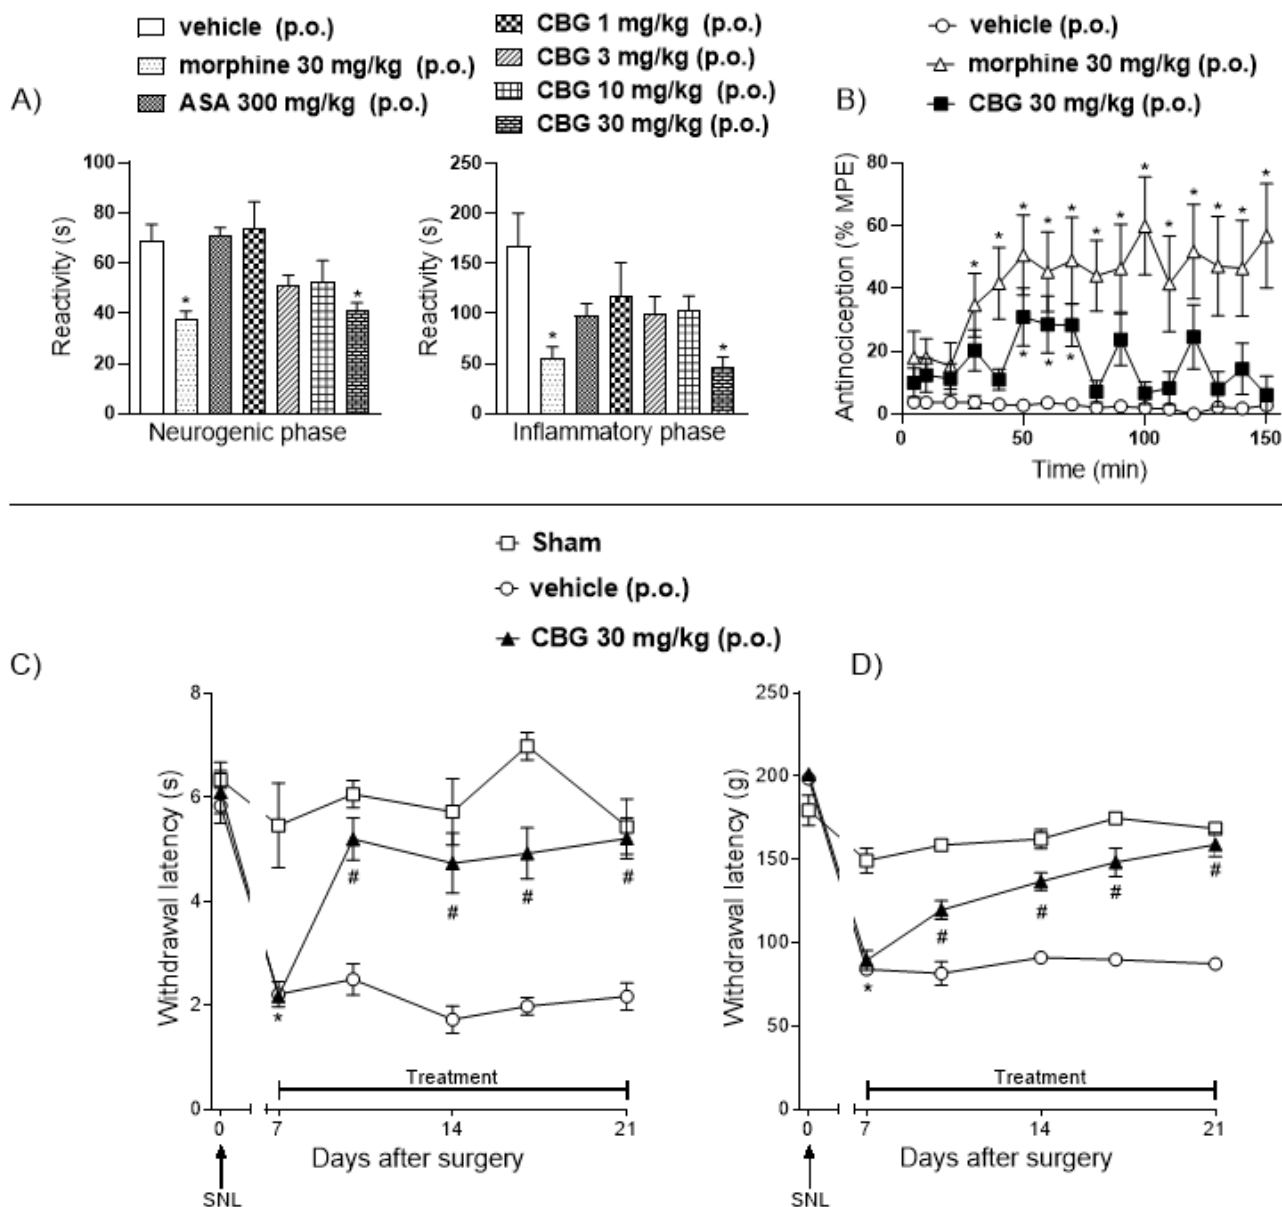 vehicle (p.o.)
morphine 30 mg/kg (p.o.)
ASA 300 mg/kg (p.o.)
CBG 1 mg/kg (p.o.)
CBG 3 mg/kg (p.o.)
CBG 10 mg/kg (p.o.)
CBG 30 mg/kg (p.o.)
A)
100
80
60
40
20
0
Reactivity (s)
*
*
Neurogenic phase
250
200
150
100
50
0
Reactivity (s)
*
*
Inflammatory phase
vehicle (p.o.)
morphine 30 mg/kg (p.o.)
CBG 30 mg/kg (p.o.)
B)
80
60
40
20
0
Antinociception (% MPE)
* * * * * * * * * * * * *
* * *
0 50 100 150
Time (min)
Sham
vehicle (p.o.)
CBG 30 mg/kg (p.o.)
C)
8
6
4
2
0
Withdrawal latency (s)
# # # #
*
Treatment
0 7 14 21
Days after surgery
SNL
D)
250
200
150
100
50
0
Withdrawal latency (g)
# # # #
*
Treatment
0 7 14 21
Days after surgery
SNL